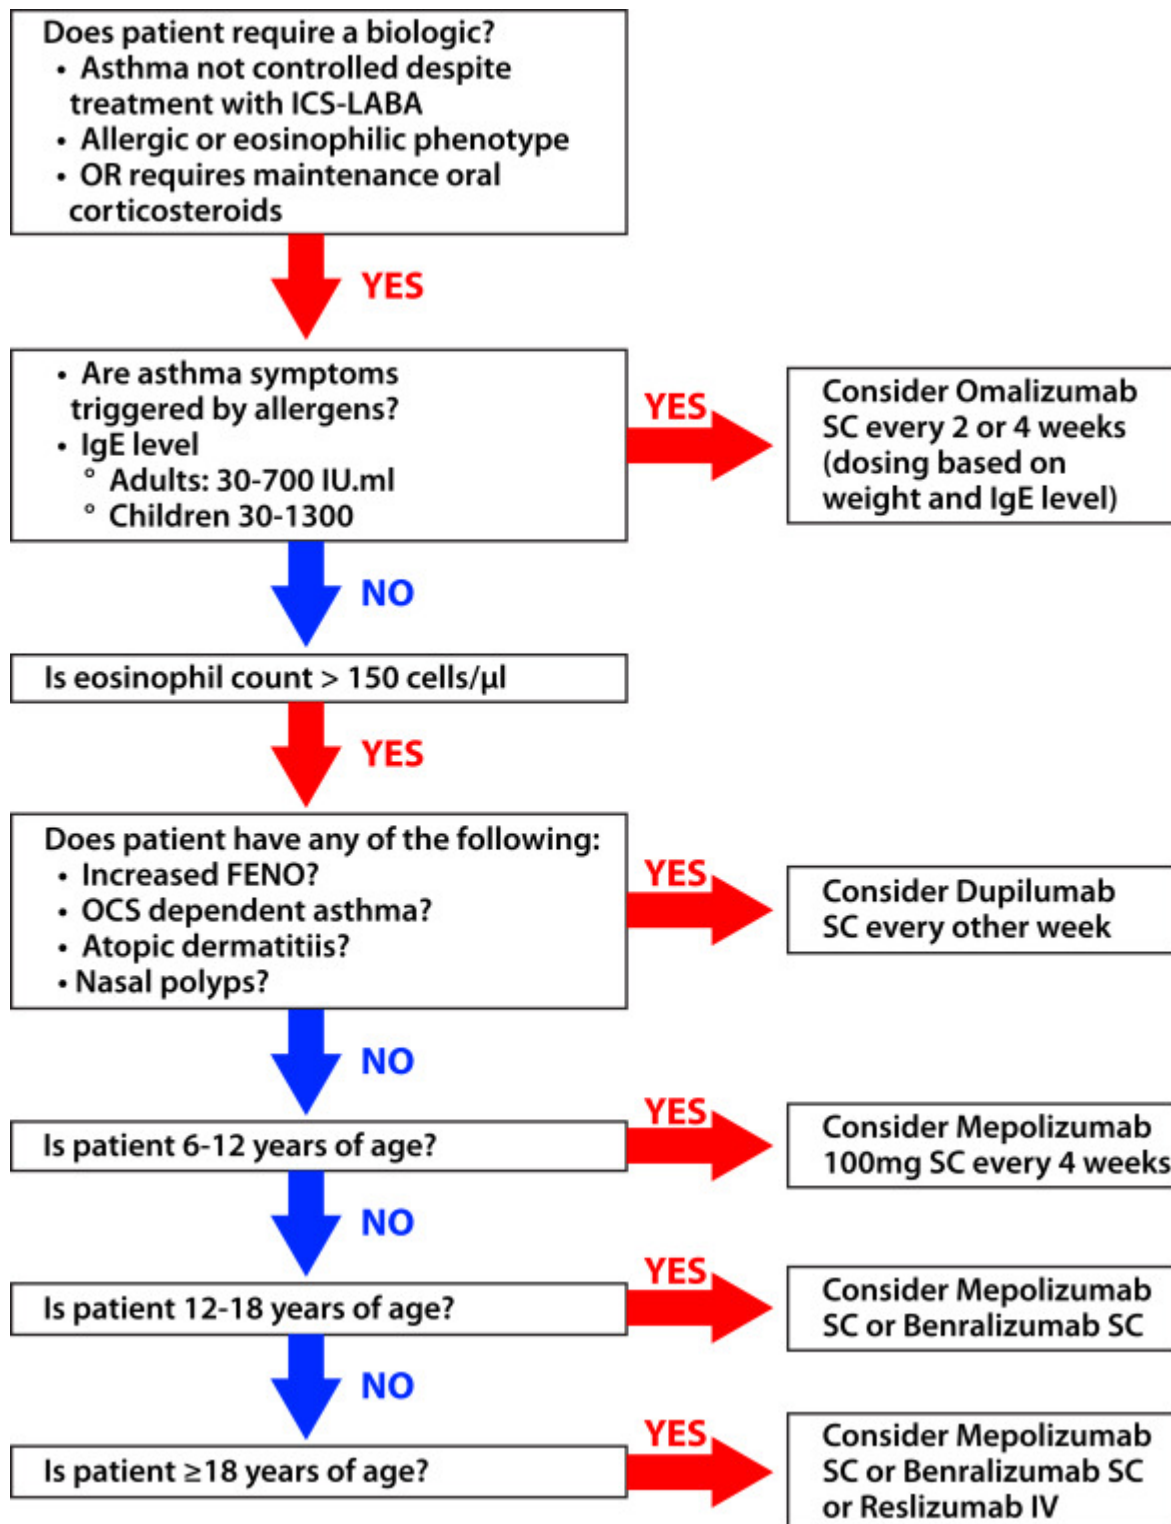 Does patient require a biologic?
• Asthma not controlled despite
treatment with ICS-LABA
• Allergic or eosinophilic phenotype
• OR requires maintenance oral
corticosteroids
YES
• Are asthma symptoms
triggered by allergens?
• IgE level
° Adults: 30-700 IU.ml
° Children 30-1300
YES
Consider Omalizumab
SC every 2 or 4 weeks
(dosing based on
weight and IgE level)
NO
Is eosinophil count > 150 cells/µl
YES
Does patient have any of the following:
• Increased FENO?
• OCS dependent asthma?
• Atopic dermatitiis?
• Nasal polyps?
YES
Consider Dupilumab
SC every other week
NO
Is patient 6-12 years of age?
YES
Consider Mepolizumab
100mg SC every 4 weeks
NO
Is patient 12-18 years of age?
YES
Consider Mepolizumab
SC or Benralizumab SC
NO
Is patient ≥18 years of age?
YES
Consider Mepolizumab
SC or Benralizumab SC
or Reslizumab IV